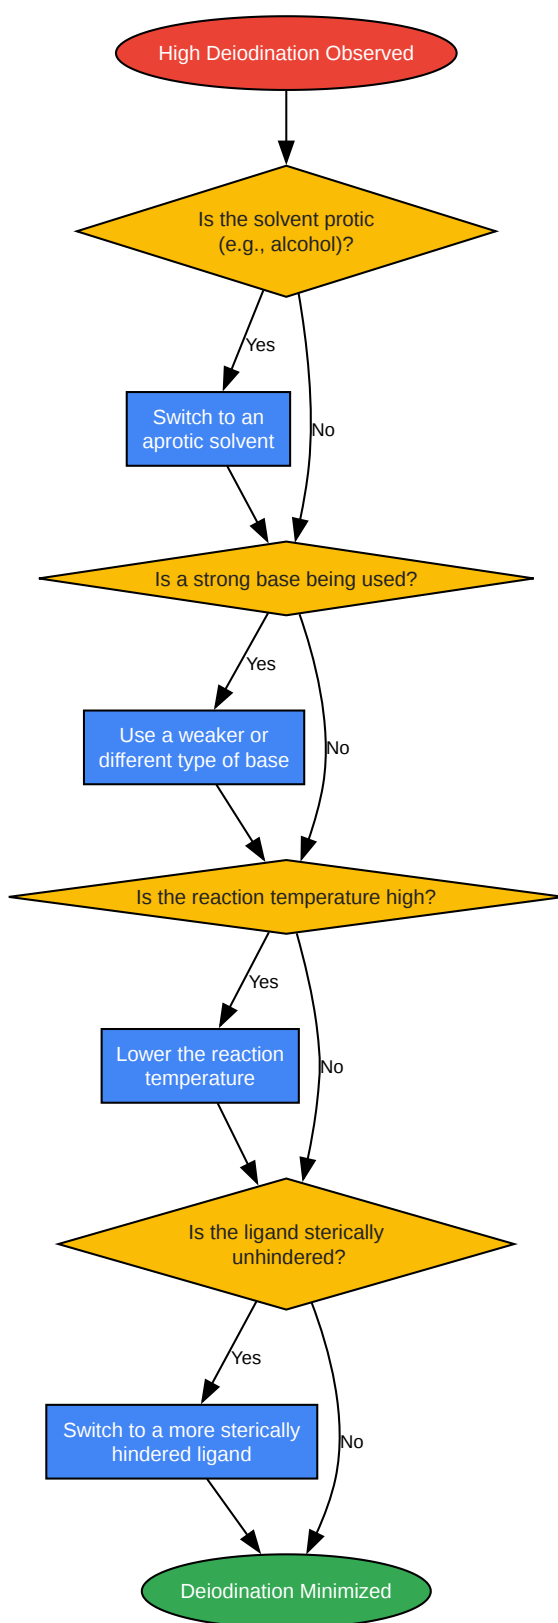 High Deiodination Observed
Is the solvent protic
(e.g., alcohol)?
Yes
Switch to an
aprotic solvent
No
Is a strong base being used?
Yes
Use a weaker or
different type of base
No
Is the reaction temperature high?
Yes
Lower the reaction
temperature
No
Is the ligand sterically
unhindered?
Yes
Switch to a more sterically
hindered ligand
No
Deiodination Minimized